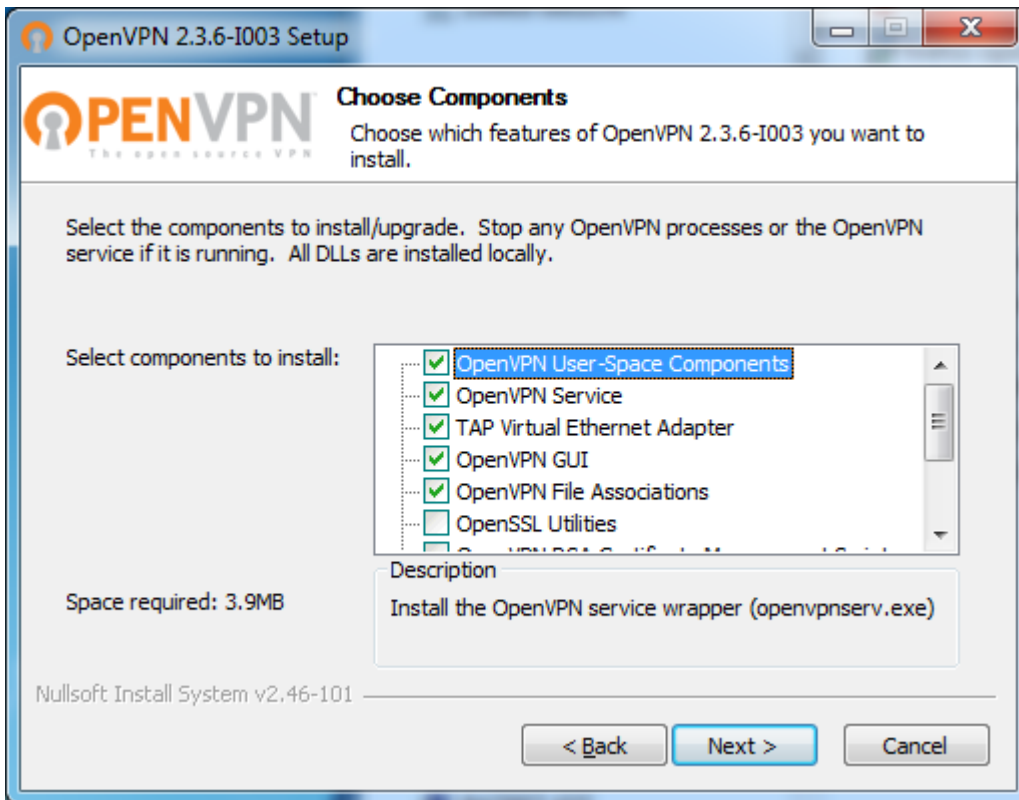 OpenVPN 2.3.6-I003 Setup
OPENVPN
The open source VPN
Choose Components
Choose which features of OpenVPN 2.3.6-I003 you want to
install.
Select the components to install/upgrade.  Stop any OpenVPN processes or the OpenVPN
service if it is running.  All DLLs are installed locally.
Select components to install:
OpenVPN User-Space Components
OpenVPN Service
TAP Virtual Ethernet Adapter
OpenVPN GUI
OpenVPN File Associations
OpenSSL Utilities
Space required: 3.9MB
Description
Install the OpenVPN service wrapper (openvpnserv.exe)
Nullsoft Install System v2.46-101
< Back
Next >
Cancel